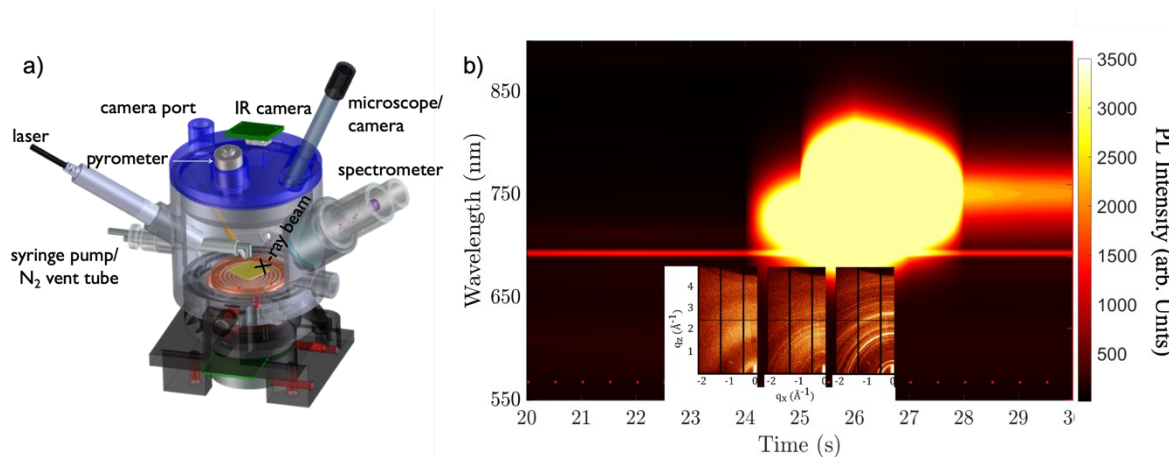 a)
camera port
IR camera
microscope/
camera
laser
pyrometer
spectrometer
X-ray beam
syringe pump/
N₂ vent tube
b)
Wavelength (nm)
850
750
650
550
20 21 22 23 24 25 26 27 28 29 30
Time (s)
qz (Å⁻¹)
4
3
2
1
-2 -1 0 -2 -1 0 -2 -1 0
qx (Å⁻¹)
3500
3000
2500
2000
1500
1000
500
PL Intensity (arb. Units)